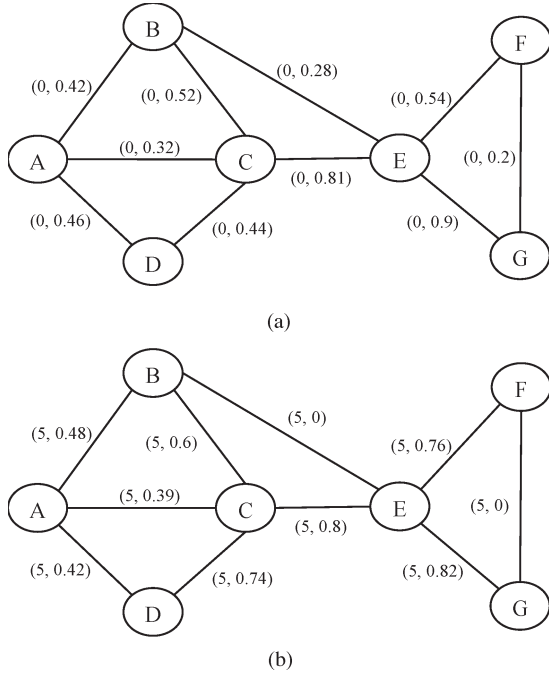 B
F
(0, 0.42)
(0, 0.52)
(0, 0.28)
(0, 0.54)
A
(0, 0.32)
C
E
(0, 0.2)
(0, 0.81)
(0, 0.46)
(0, 0.44)
(0, 0.9)
D
G
(a)
B
F
(5, 0.48)
(5, 0.6)
(5, 0)
(5, 0.76)
A
(5, 0.39)
C
E
(5, 0)
(5, 0.8)
(5, 0.42)
(5, 0.74)
(5, 0.82)
D
G
(b)